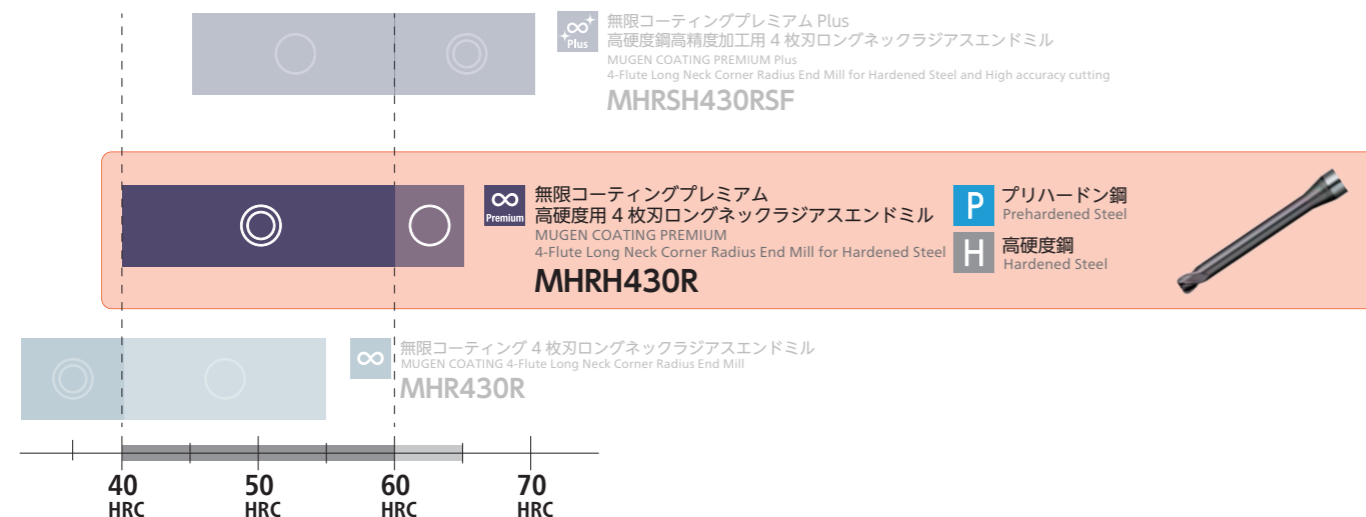 ∞
Plus
無限コーティングプレミアム Plus
高硬度鋼高精度加工用 4 枚刃ロングネックラジアスエンドミル
MUGEN COATING PREMIUM Plus
4-Flute Long Neck Corner Radius End Mill for Hardened Steel and High accuracy cutting
MHRSH430RSF
∞
Premium
無限コーティングプレミアム
高硬度用 4 枚刃ロングネックラジアスエンドミル
MUGEN COATING PREMIUM
4-Flute Long Neck Corner Radius End Mill for Hardened Steel
MHRH430R
P
プリハードン鋼
Prehardened Steel
H
高硬度鋼
Hardened Steel
∞
無限コーティング 4 枚刃ロングネックラジアスエンドミル
MUGEN COATING 4-Flute Long Neck Corner Radius End Mill
MHR430R
40
HRC
50
HRC
60
HRC
70
HRC